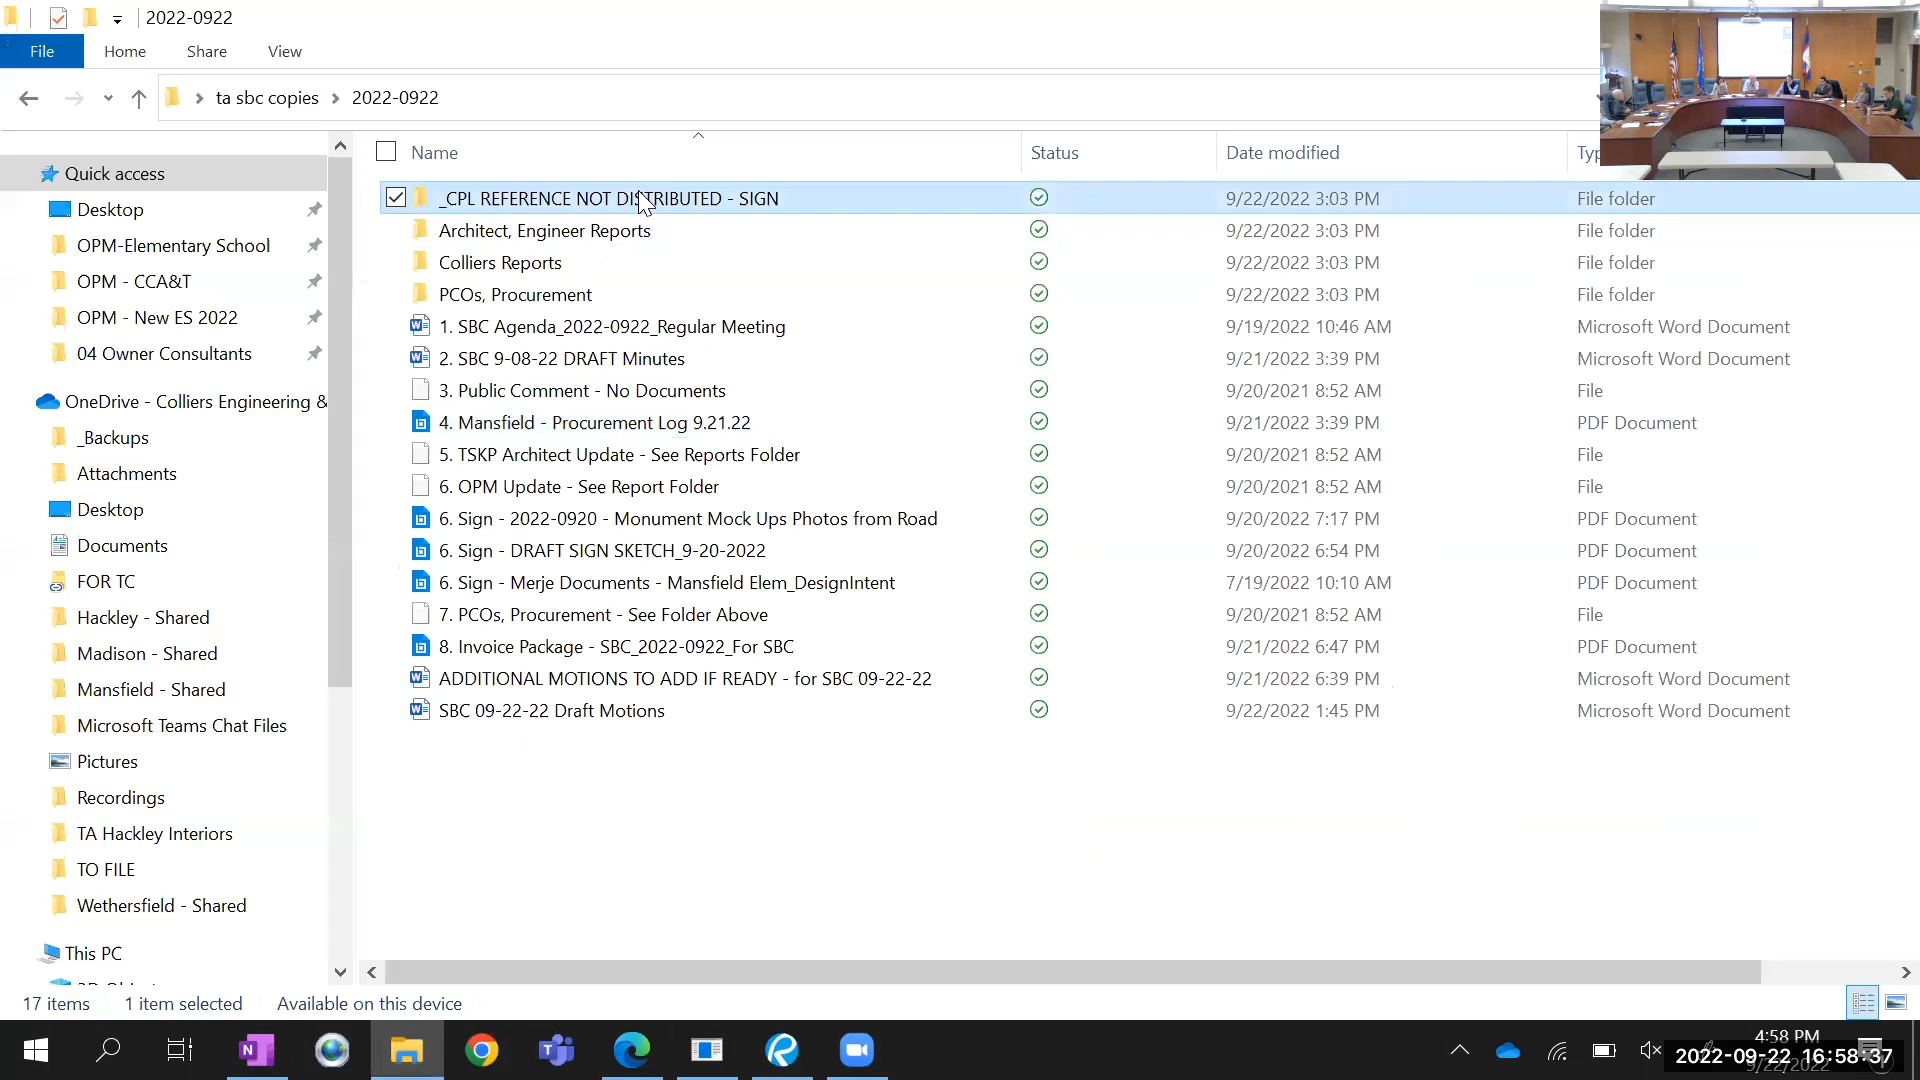 2022-0922
File
Home
Share
View
ta sbc copies
2022-0922
Name
Status
Date modified
Quick access
Desktop
OPM-Elementary School
OPM - CCA&T
OPM - New ES 2022
04 Owner Consultants
OneDrive - Colliers Engineering &
_Backups
Attachments
Desktop
Documents
FOR TC
Hackley - Shared
Madison - Shared
Mansfield - Shared
Microsoft Teams Chat Files
Pictures
Recordings
TA Hackley Interiors
TO FILE
Wethersfield - Shared
This PC
_CPL REFERENCE NOT DISTRIBUTED - SIGN 9/22/2022 3:03 PM File folder
Architect, Engineer Reports 9/22/2022 3:03 PM File folder
Colliers Reports 9/22/2022 3:03 PM File folder
PCOs, Procurement 9/22/2022 3:03 PM File folder
1. SBC Agenda_2022-0922_Regular Meeting 9/19/2022 10:46 AM Microsoft Word Document
2. SBC 9-08-22 DRAFT Minutes 9/21/2022 3:39 PM Microsoft Word Document
3. Public Comment - No Documents 9/20/2021 8:52 AM File
4. Mansfield - Procurement Log 9.21.22 9/21/2022 3:39 PM PDF Document
5. TSKP Architect Update - See Reports Folder 9/20/2021 8:52 AM File
6. OPM Update - See Report Folder 9/20/2021 8:52 AM File
6. Sign - 2022-0920 - Monument Mock Ups Photos from Road 9/20/2022 7:17 PM PDF Document
6. Sign - DRAFT SIGN SKETCH_9-20-2022 9/20/2022 6:54 PM PDF Document
6. Sign - Merje Documents - Mansfield Elem_DesignIntent 7/19/2022 10:10 AM PDF Document
7. PCOs, Procurement - See Folder Above 9/20/2021 8:52 AM File
8. Invoice Package - SBC_2022-0922_For SBC 9/21/2022 6:47 PM PDF Document
ADDITIONAL MOTIONS TO ADD IF READY - for SBC 09-22-22 9/21/2022 6:39 PM Microsoft Word Document
SBC 09-22-22 Draft Motions 9/22/2022 1:45 PM Microsoft Word Document
17 items
1 item selected
Available on this device
4:58 PM
2022-09-22 16:58:37
9/22/2022